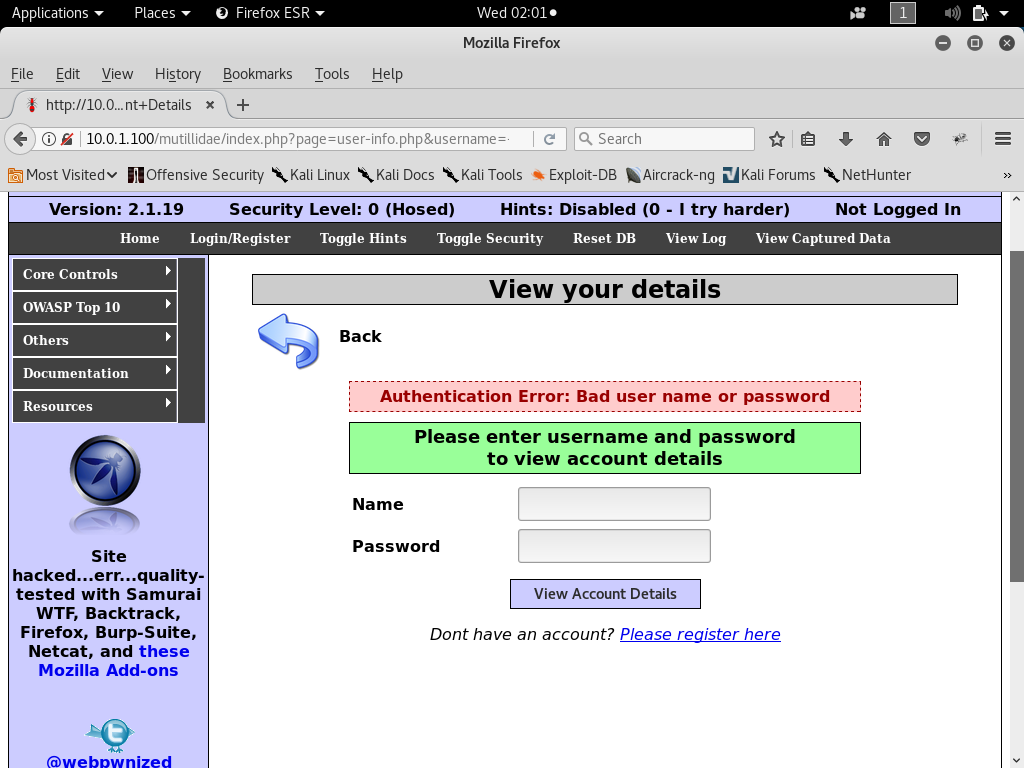 Applications Places Firefox ESR Wed 02:01 1
Mozilla Firefox
File Edit View History Bookmarks Tools Help
http://10.0...nt+Details
10.0.1.100/mutillidae/index.php?page=user-info.php&username=- Search
Most Visited Offensive Security Kali Linux Kali Docs Kali Tools Exploit-DB Aircrack-ng Kali Forums NetHunter »
Version: 2.1.19 Security Level: 0 (Hosed) Hints: Disabled (0 - I try harder) Not Logged In
Home Login/Register Toggle Hints Toggle Security Reset DB View Log View Captured Data
Core Controls
OWASP Top 10
Others
Documentation
Resources
Site
hacked...err...quality-
tested with Samurai
WTF, Backtrack,
Firefox, Burp-Suite,
Netcat, and these
Mozilla Add-ons
@webpwnized
View your details
Back
Authentication Error: Bad user name or password
Please enter username and password
to view account details
Name
Password
View Account Details
Dont have an account? Please register here